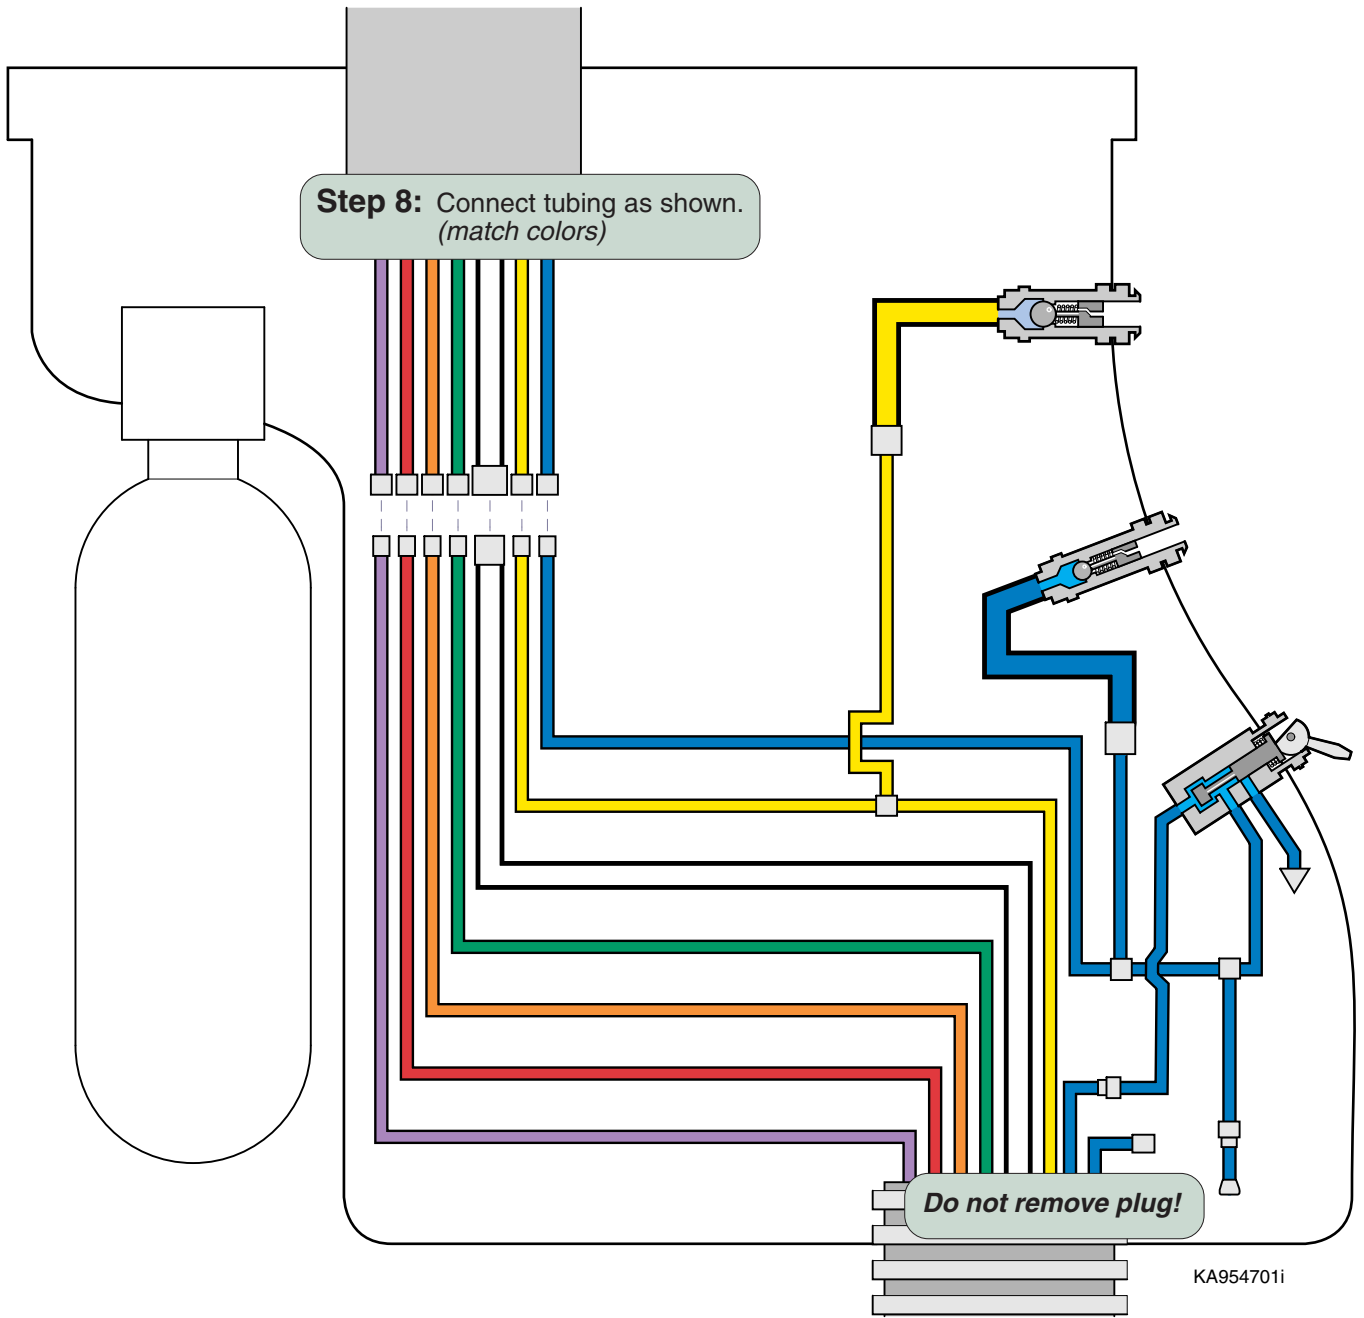 Step 8: Connect tubing as shown.
(match colors)
Do not remove plug!
KA954701i